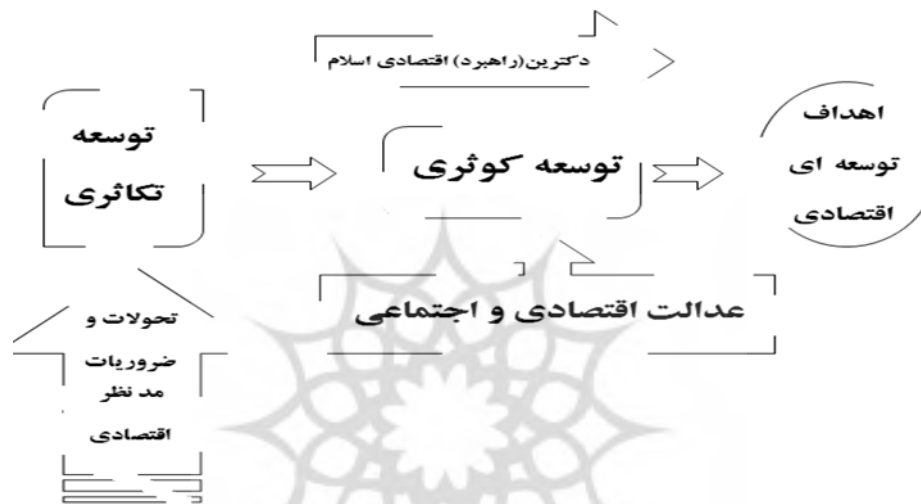 دکترین(راهبرد) اقتصادی اسلام
اهداف
توسعه ای
اقتصادی
توسعه کوثری
توسعه
تکاثری
عدالت اقتصادی و اجتماعی
تحولات و
ضروریات
مد نظر
اقتصادی